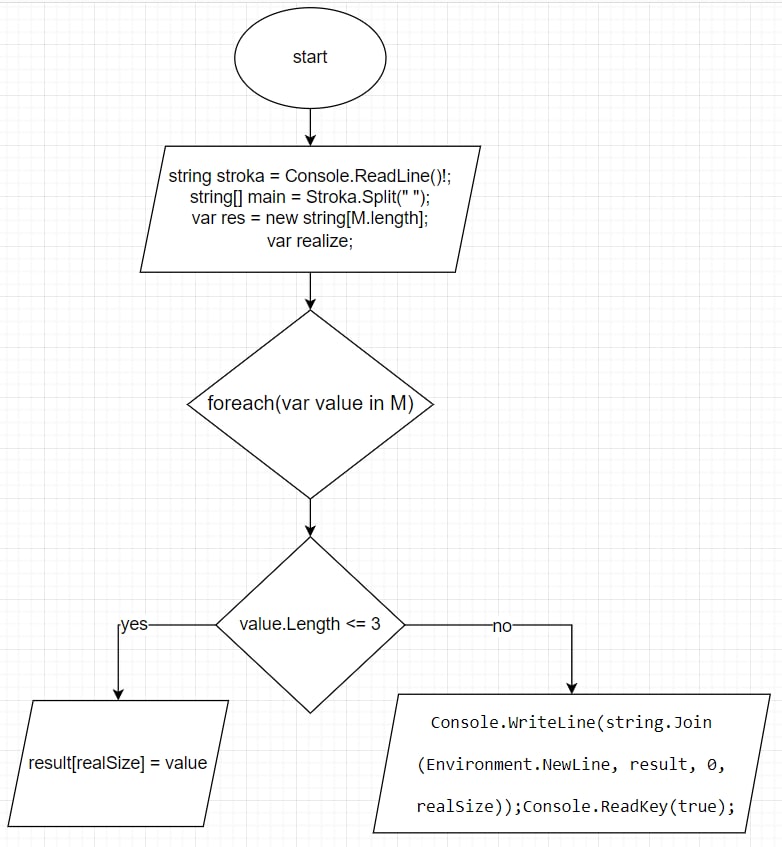 start
string stroka = Console.ReadLine()!;
string[] main = Stroka.Split(" ");
var res = new string[M.length];
var realize;
foreach(var value in M)
value.Length <= 3
yes
no
result[realSize] = value
Console.WriteLine(string.Join
(Environment.NewLine, result, 0,
realSize));Console.ReadKey(true);